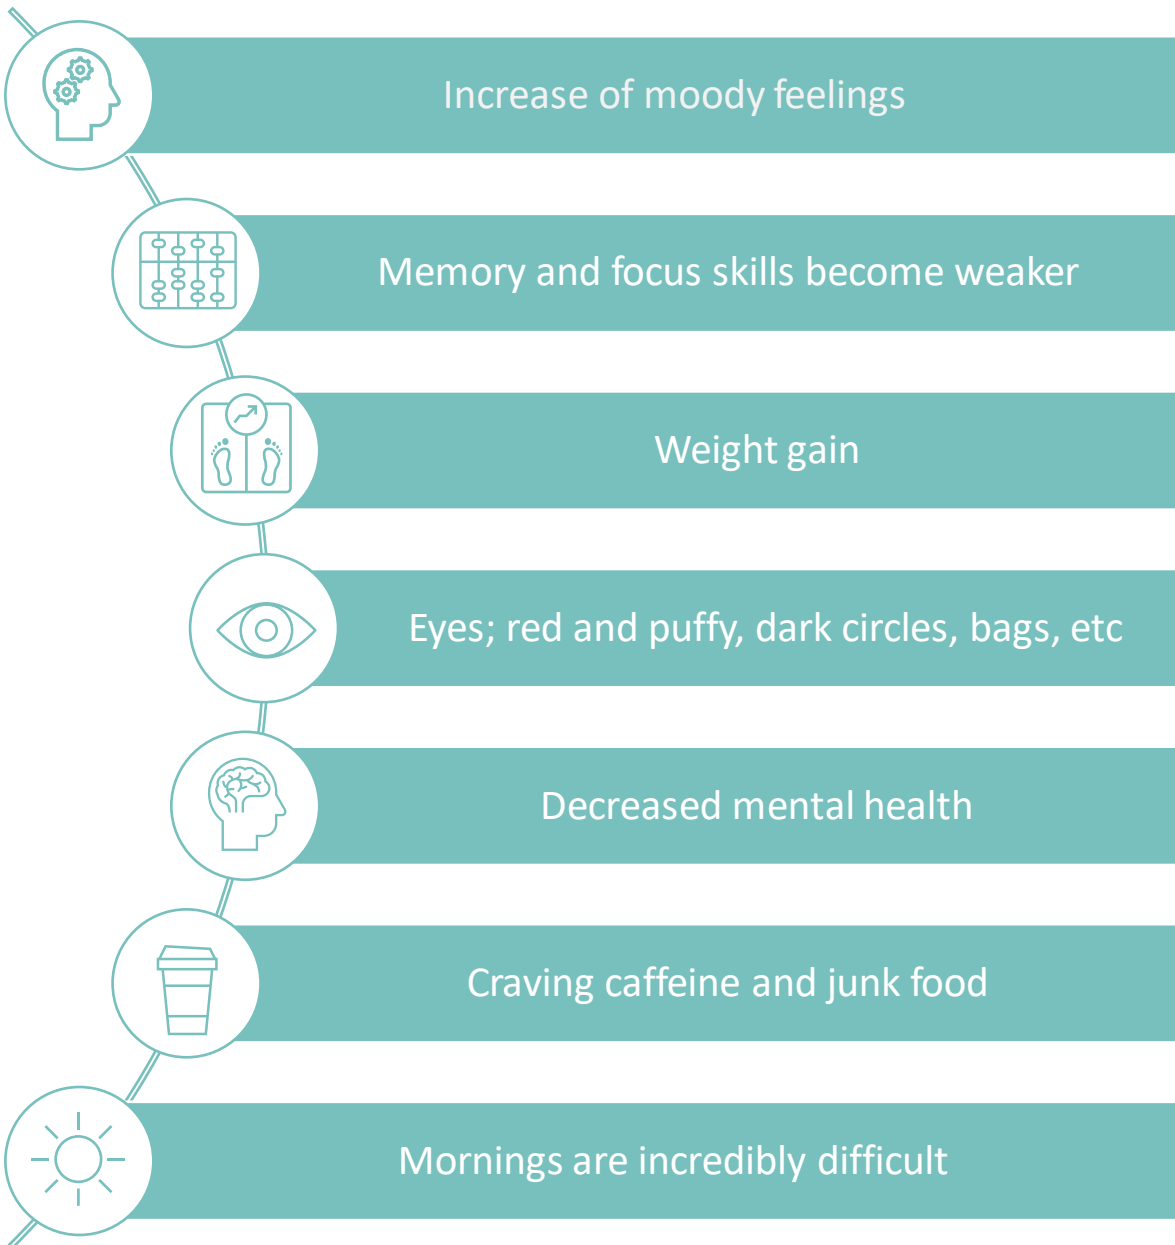 Increase of moody feelings
Memory and focus skills become weaker
Weight gain
Eyes; red and puffy, dark circles, bags, etc
Decreased mental health
Craving caffeine and junk food
Mornings are incredibly difficult